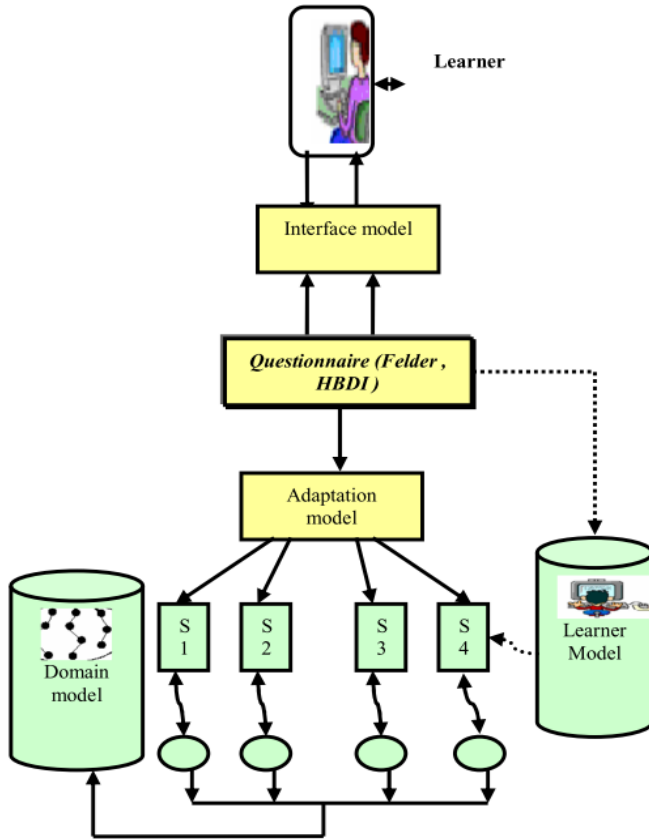 Learner
Interface model
Questionnaire (Felder ,
HBDI )
Adaptation
model
S
1
S
2
S
3
S
4
Domain
model
Learner
Model